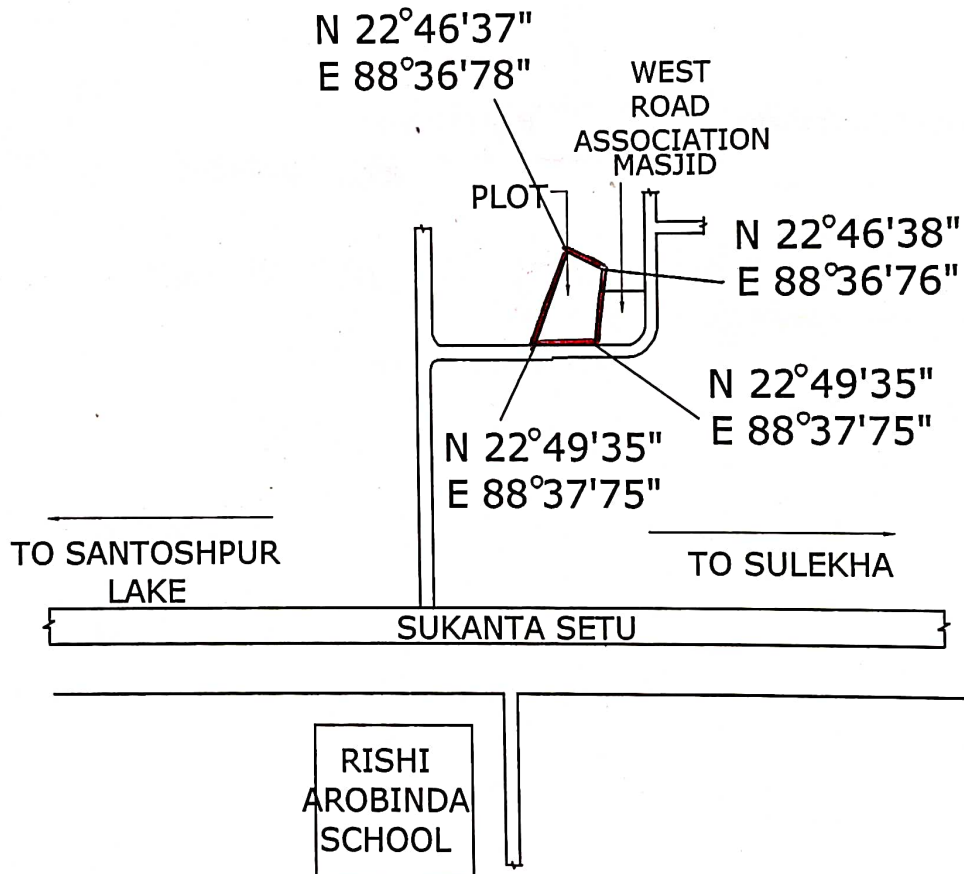 N 22°46'37"
E 88°36'78"
WEST
ROAD
ASSOCIATION
MASJID
PLOT
N 22°46'38"
E 88°36'76"
N 22°49'35"
E 88°37'75"
N 22°49'35"
E 88°37'75"
TO SANTOSHPUR
LAKE
TO SULEKHA
SUKANTA SETU
RISHI
AROBINDA
SCHOOL